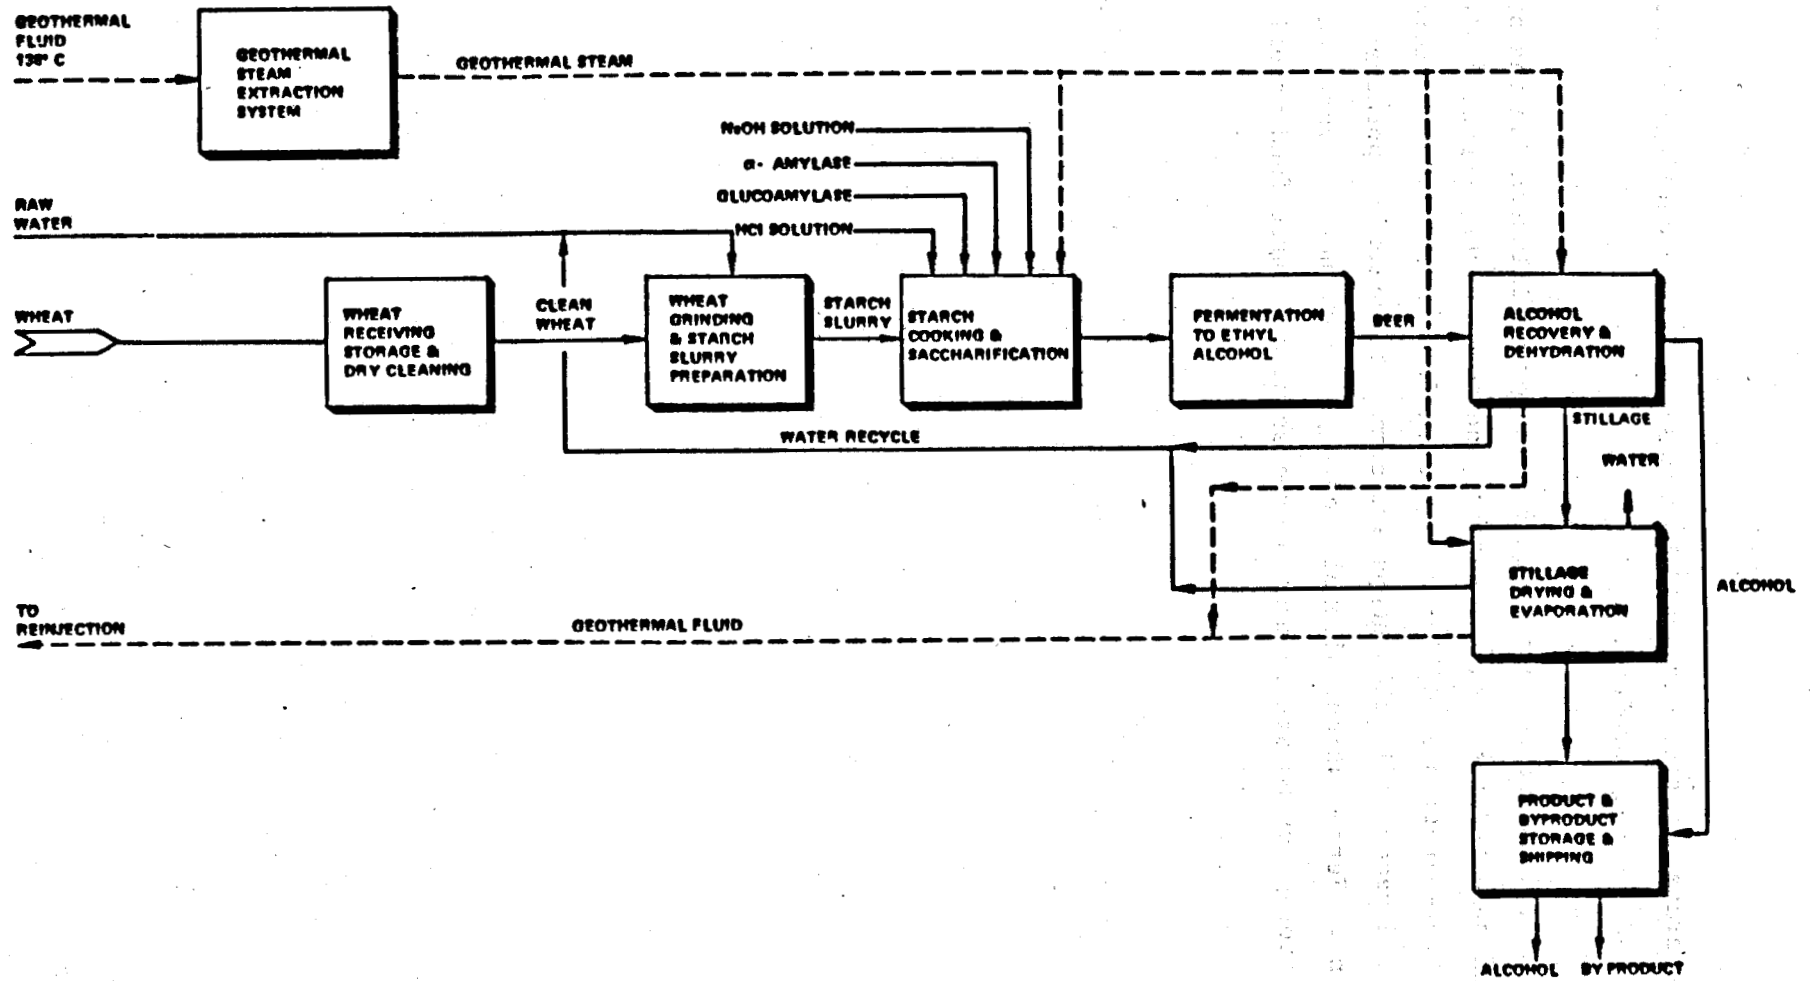 GEOTHERMAL
FLUID
138° C
GEOTHERMAL
STEAM
EXTRACTION
SYSTEM
GEOTHERMAL STEAM
NaOH SOLUTION
α- AMYLASE
GLUCOAMYLASE
HCl SOLUTION
RAW
WATER
WHEAT
WHEAT
RECEIVING
STORAGE &
DRY CLEANING
CLEAN
WHEAT
WHEAT
GRINDING
& STARCH
SLURRY
PREPARATION
STARCH
SLURRY
STARCH
COOKING &
SACCHARIFICATION
FERMENTATION
TO ETHYL
ALCOHOL
BEER
ALCOHOL
RECOVERY &
DEHYDRATION
STILLAGE
WATER
WATER RECYCLE
STILLAGE
DRYING &
EVAPORATION
ALCOHOL
TO
REINJECTION
GEOTHERMAL FLUID
PRODUCT &
BYPRODUCT
STORAGE &
SHIPPING
ALCOHOL
BY PRODUCT